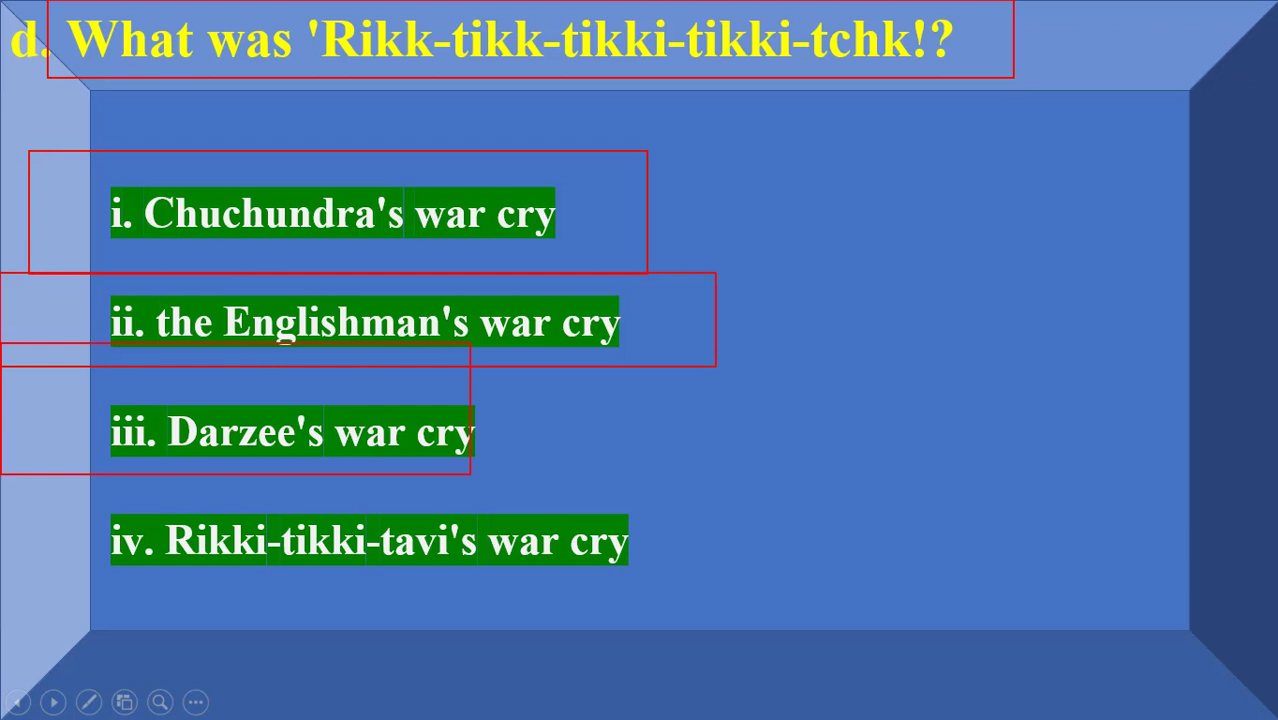 d. What was 'Rikk-tikk-tikki-tikki-tchk!?
i. Chuchundra's war cry
ii. the Englishman's war cry
iii. Darzee's war cry
iv. Rikki-tikki-tavi's war cry